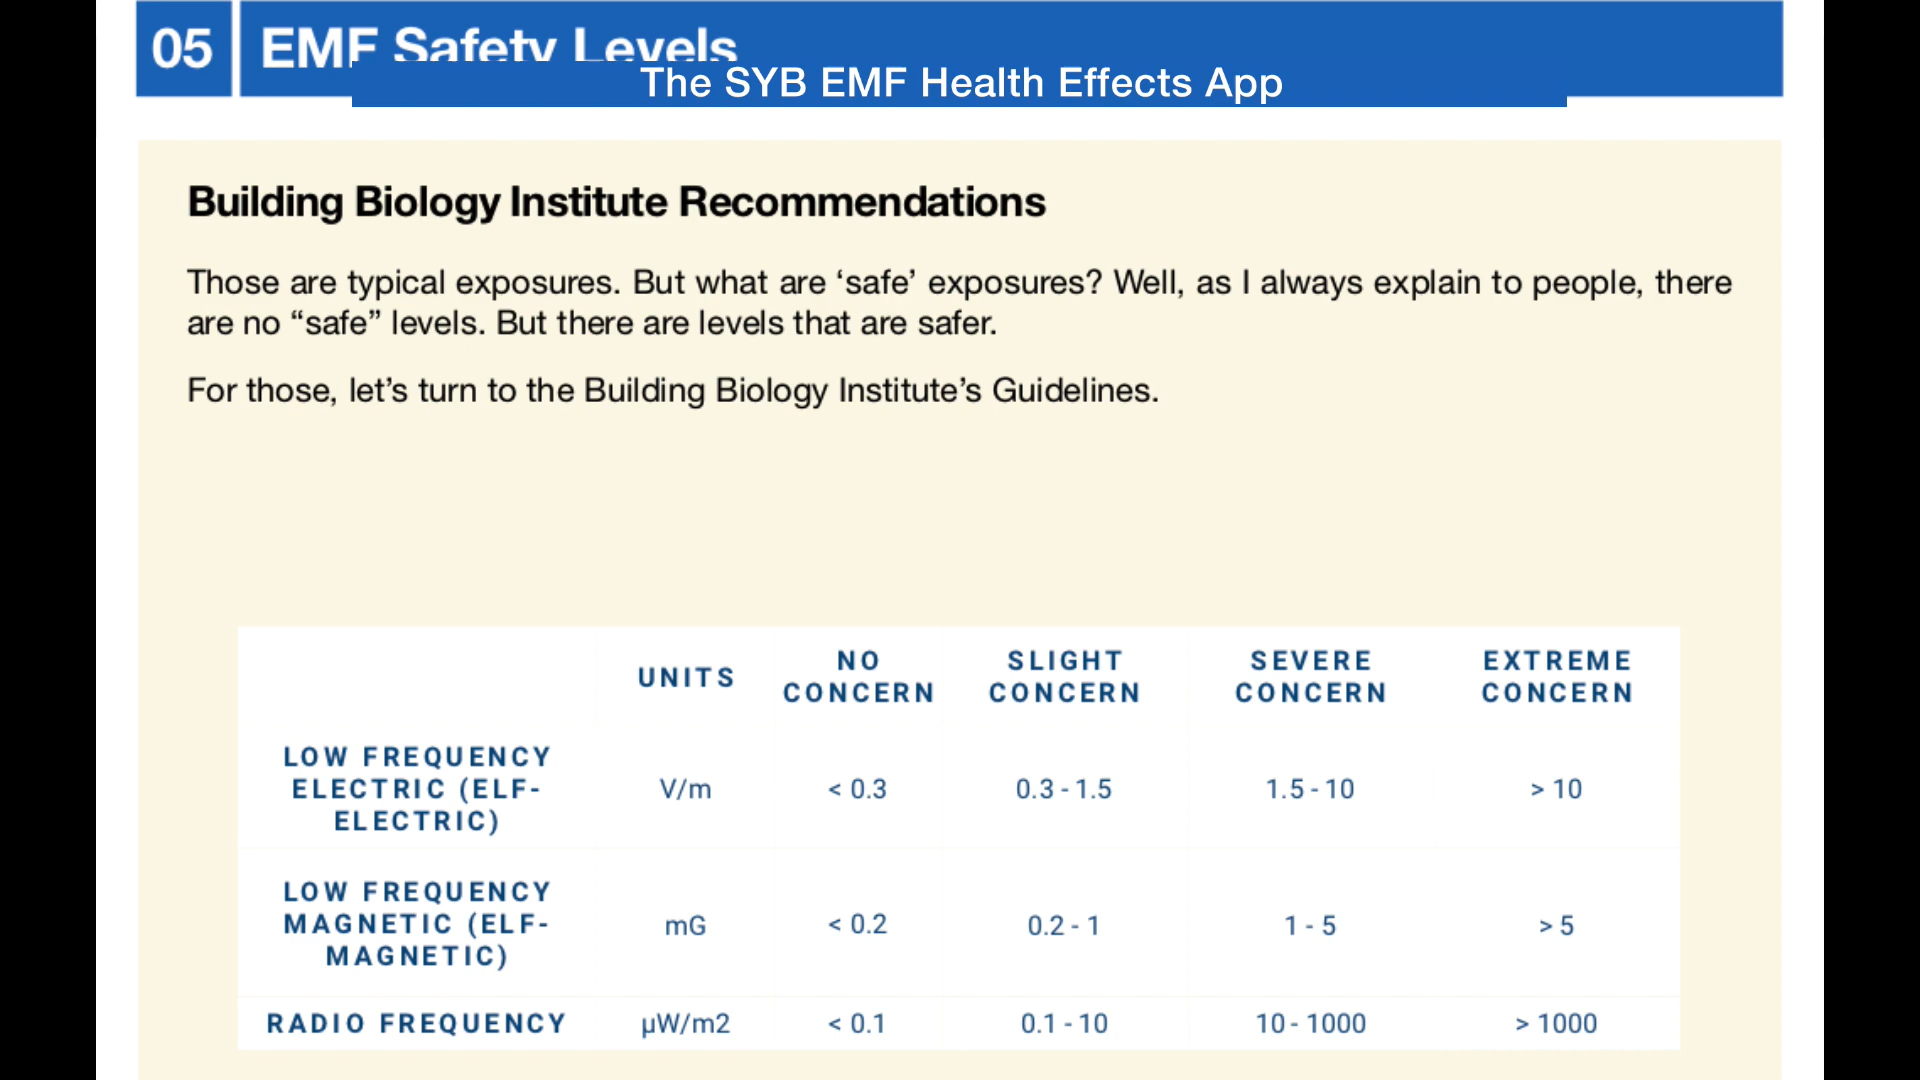 05 EMF Safety Levels
The SYB EMF Health Effects App
Building Biology Institute Recommendations
Those are typical exposures. But what are ‘safe’ exposures? Well, as I always explain to people, there
are no “safe” levels. But there are levels that are safer.
For those, let’s turn to the Building Biology Institute’s Guidelines.
UNITS NO CONCERN SLIGHT CONCERN SEVERE CONCERN EXTREME CONCERN
LOW FREQUENCY
ELECTRIC (ELF-
ELECTRIC)
V/m < 0.3 0.3 - 1.5 1.5 - 10 > 10
LOW FREQUENCY
MAGNETIC (ELF-
MAGNETIC)
mG < 0.2 0.2 - 1 1 - 5 > 5
RADIO FREQUENCY µW/m2 < 0.1 0.1 - 10 10 - 1000 > 1000